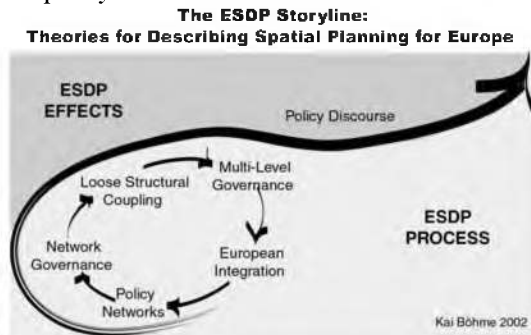 The ESDP Storyline:
Theories for Describing Spatial Planning for Europe
ESDP
EFFECTS
Policy Discourse
Loose Structural
Coupling
Multi-Level
Governance
Network
Governance
European
Integration
Policy
Networks
ESDP
PROCESS
Kai Böhme 2002